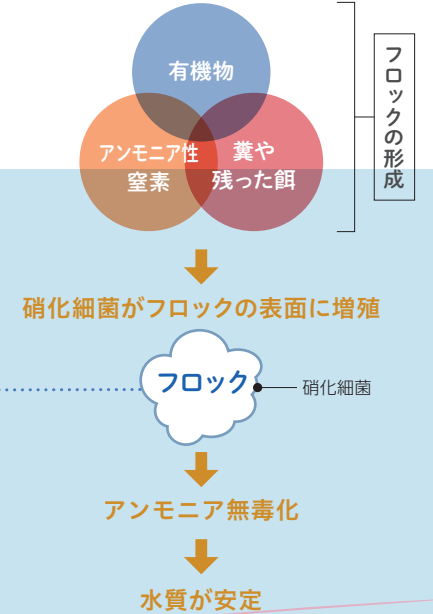 有機物
アンモニア性
窒素
糞や
残った餌
フロックの形成
硝化細菌がフロックの表面に増殖
フロック
硝化細菌
アンモニア無毒化
水質が安定